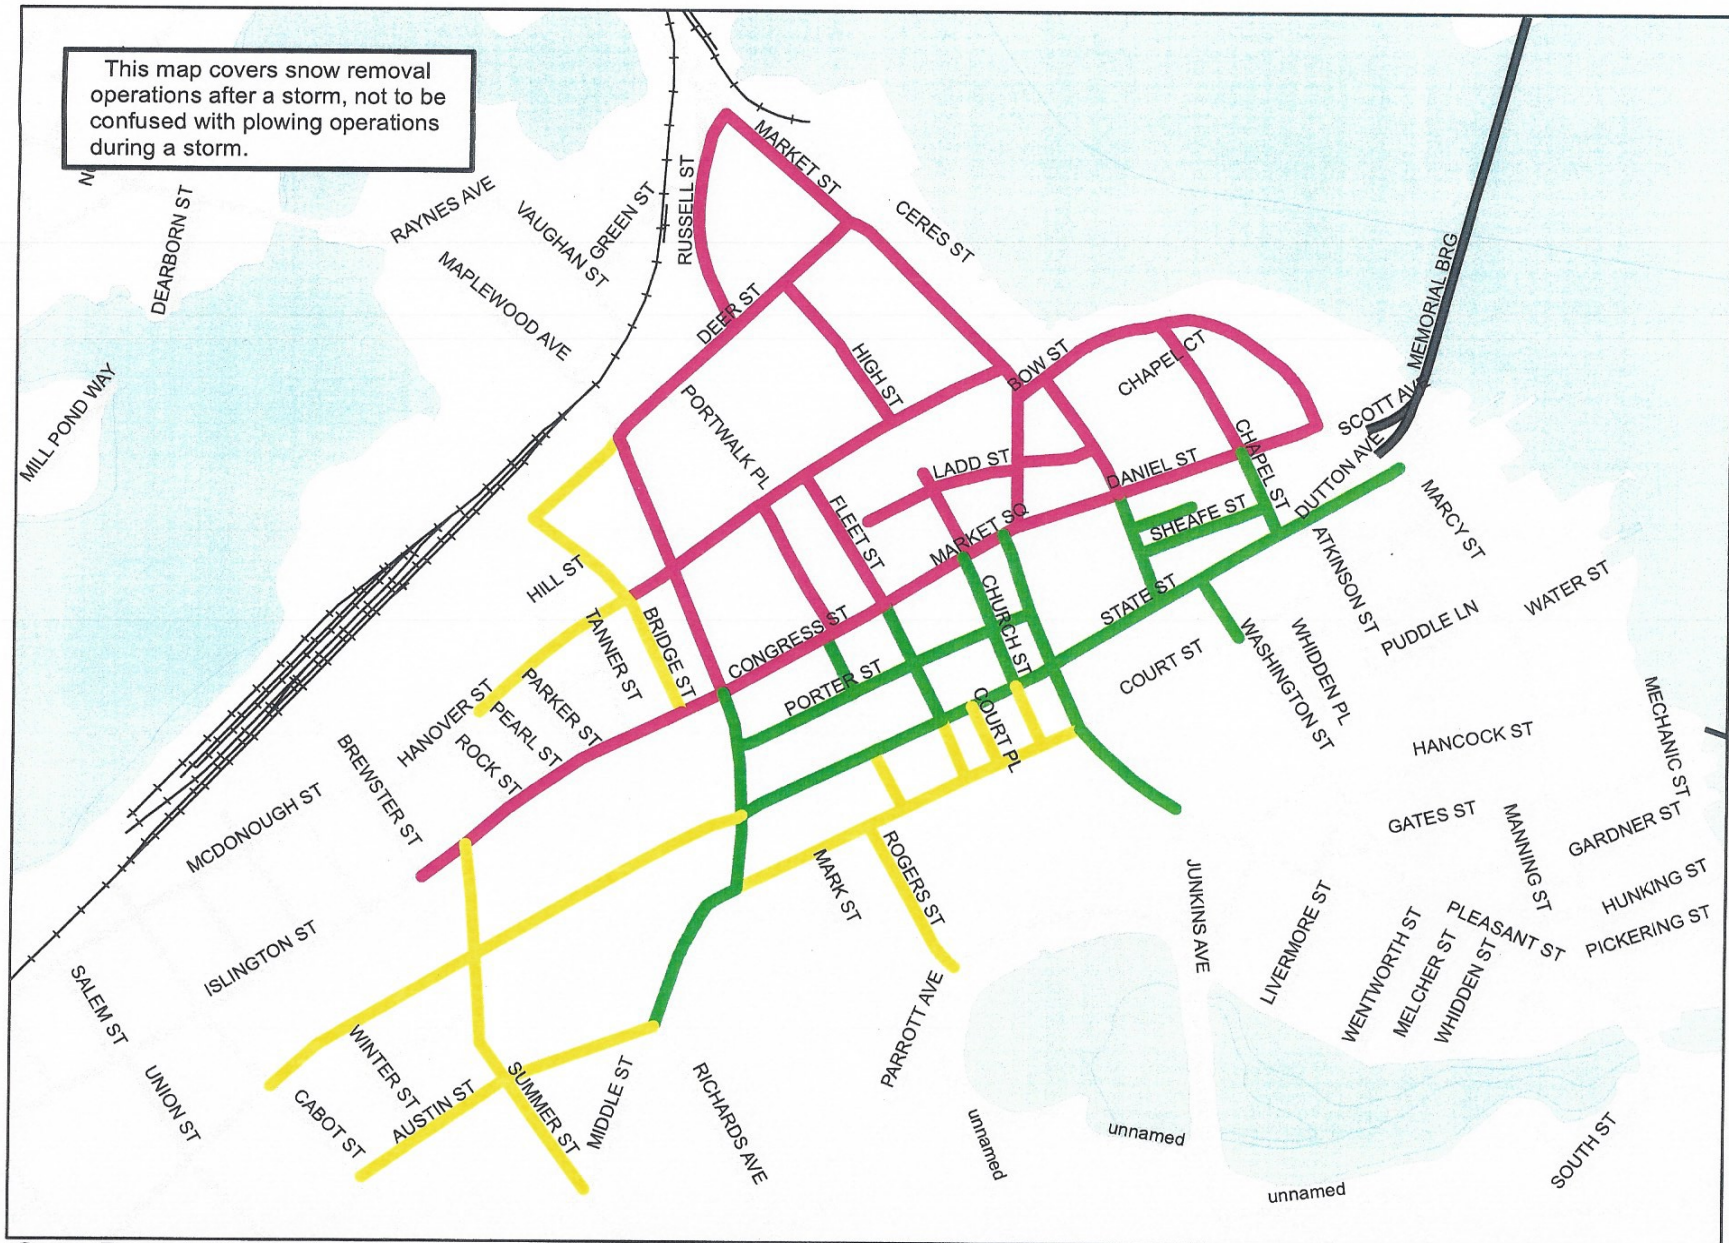 This map covers snow removal
operations after a storm, not to be
confused with plowing operations
during a storm.
DEARBORN ST
RAYNES AVE
VAUGHAN ST
GREEN ST
MAPLEWOOD AVE
RUSSELL ST
MARKET ST
CERES ST
MEMORIAL BRG
MILL POND WAY
DEER ST
HIGH ST
PORTWALK PL
BOW ST
CHAPEL CT
SCOTT AVE
LADD ST
DANIEL ST
CHAPEL ST
DUTTON AVE
FLEET ST
MARKET SQ
SHEAFE ST
MARCY ST
ATKINSON ST
WATER ST
HILL ST
TANNER ST
BRIDGE ST
CONGRESS ST
CHURCH ST
STATE ST
PUDDLE LN
WHIDDEN PL
WASHINGTON ST
COURT ST
PORTER ST
COURT PL
HANOVER ST
PARKER ST
PEARL ST
ROCK ST
BREWSTER ST
MCDONOUGH ST
HANCOCK ST
MECHANIC ST
GATES ST
MANNING ST
GARDNER ST
HUNKING ST
PICKERING ST
PLEASANT ST
MARK ST
ROGERS ST
JUNKINS AVE
LIVERMORE ST
WENTWORTH ST
MELCHER ST
WHIDDEN ST
ISLINGTON ST
SALEM ST
UNION ST
WINTER ST
CABOT ST
AUSTIN ST
SUMMER ST
MIDDLE ST
RICHARDS AVE
PARROTT AVE
unnamed
unnamed
unnamed
SOUTH ST